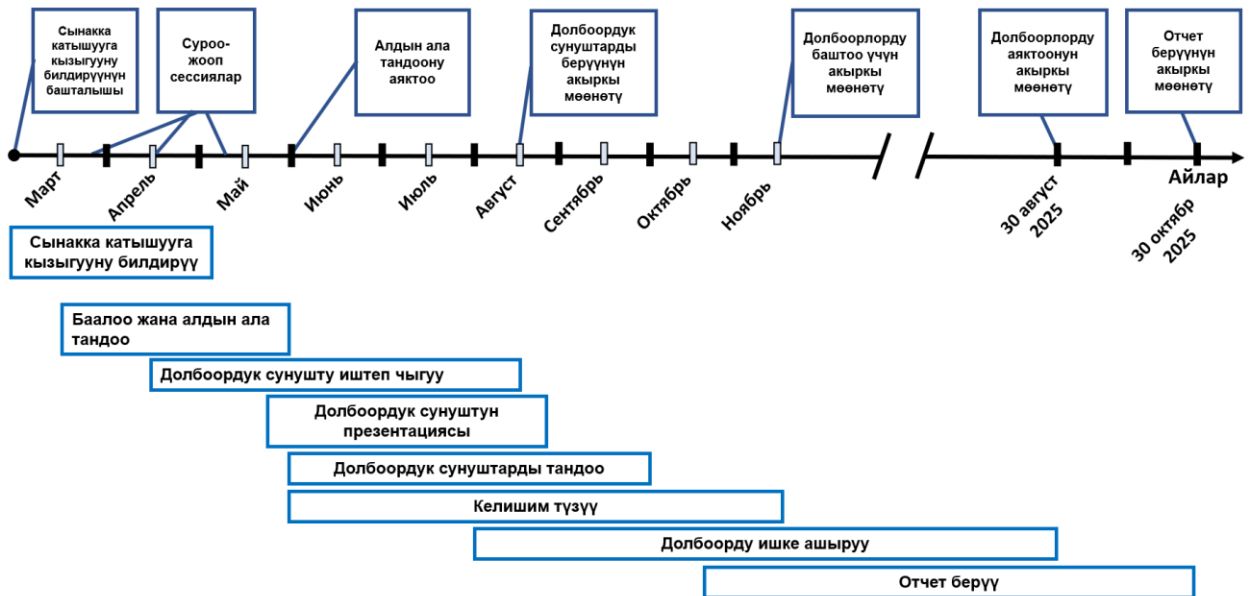 Сынакка
катышууга
кызыгууну
билдирүүнүн
башталышы
Суроо-
жооп
сессиялар
Алдын ала
тандоону
аяктоо
Долбоордук
сунуштарды
берүүнүн
акыркы
мөөнөтү
Долбоорлорду
баштоо үчүн
акыркы
мөөнөтү
Долбоорлорду
аяктоонун
акыркы
мөөнөтү
Отчет
берүүнүн
акыркы
мөөнөтү
Март
Апрель
Май
Июнь
Июль
Август
Сентябрь
Октябрь
Ноябрь
30 август
2025
Айлар
30 октябр
2025
Сынакка катышууга
кызыгууну билдирүү
Баалоо жана алдын ала
тандоо
Долбоордук сунушту иштеп чыгуу
Долбоордук сунуштун
презентациясы
Долбоордук сунуштарды тандоо
Келишим түзүү
Долбоорду ишке ашыруу
Отчет берүү